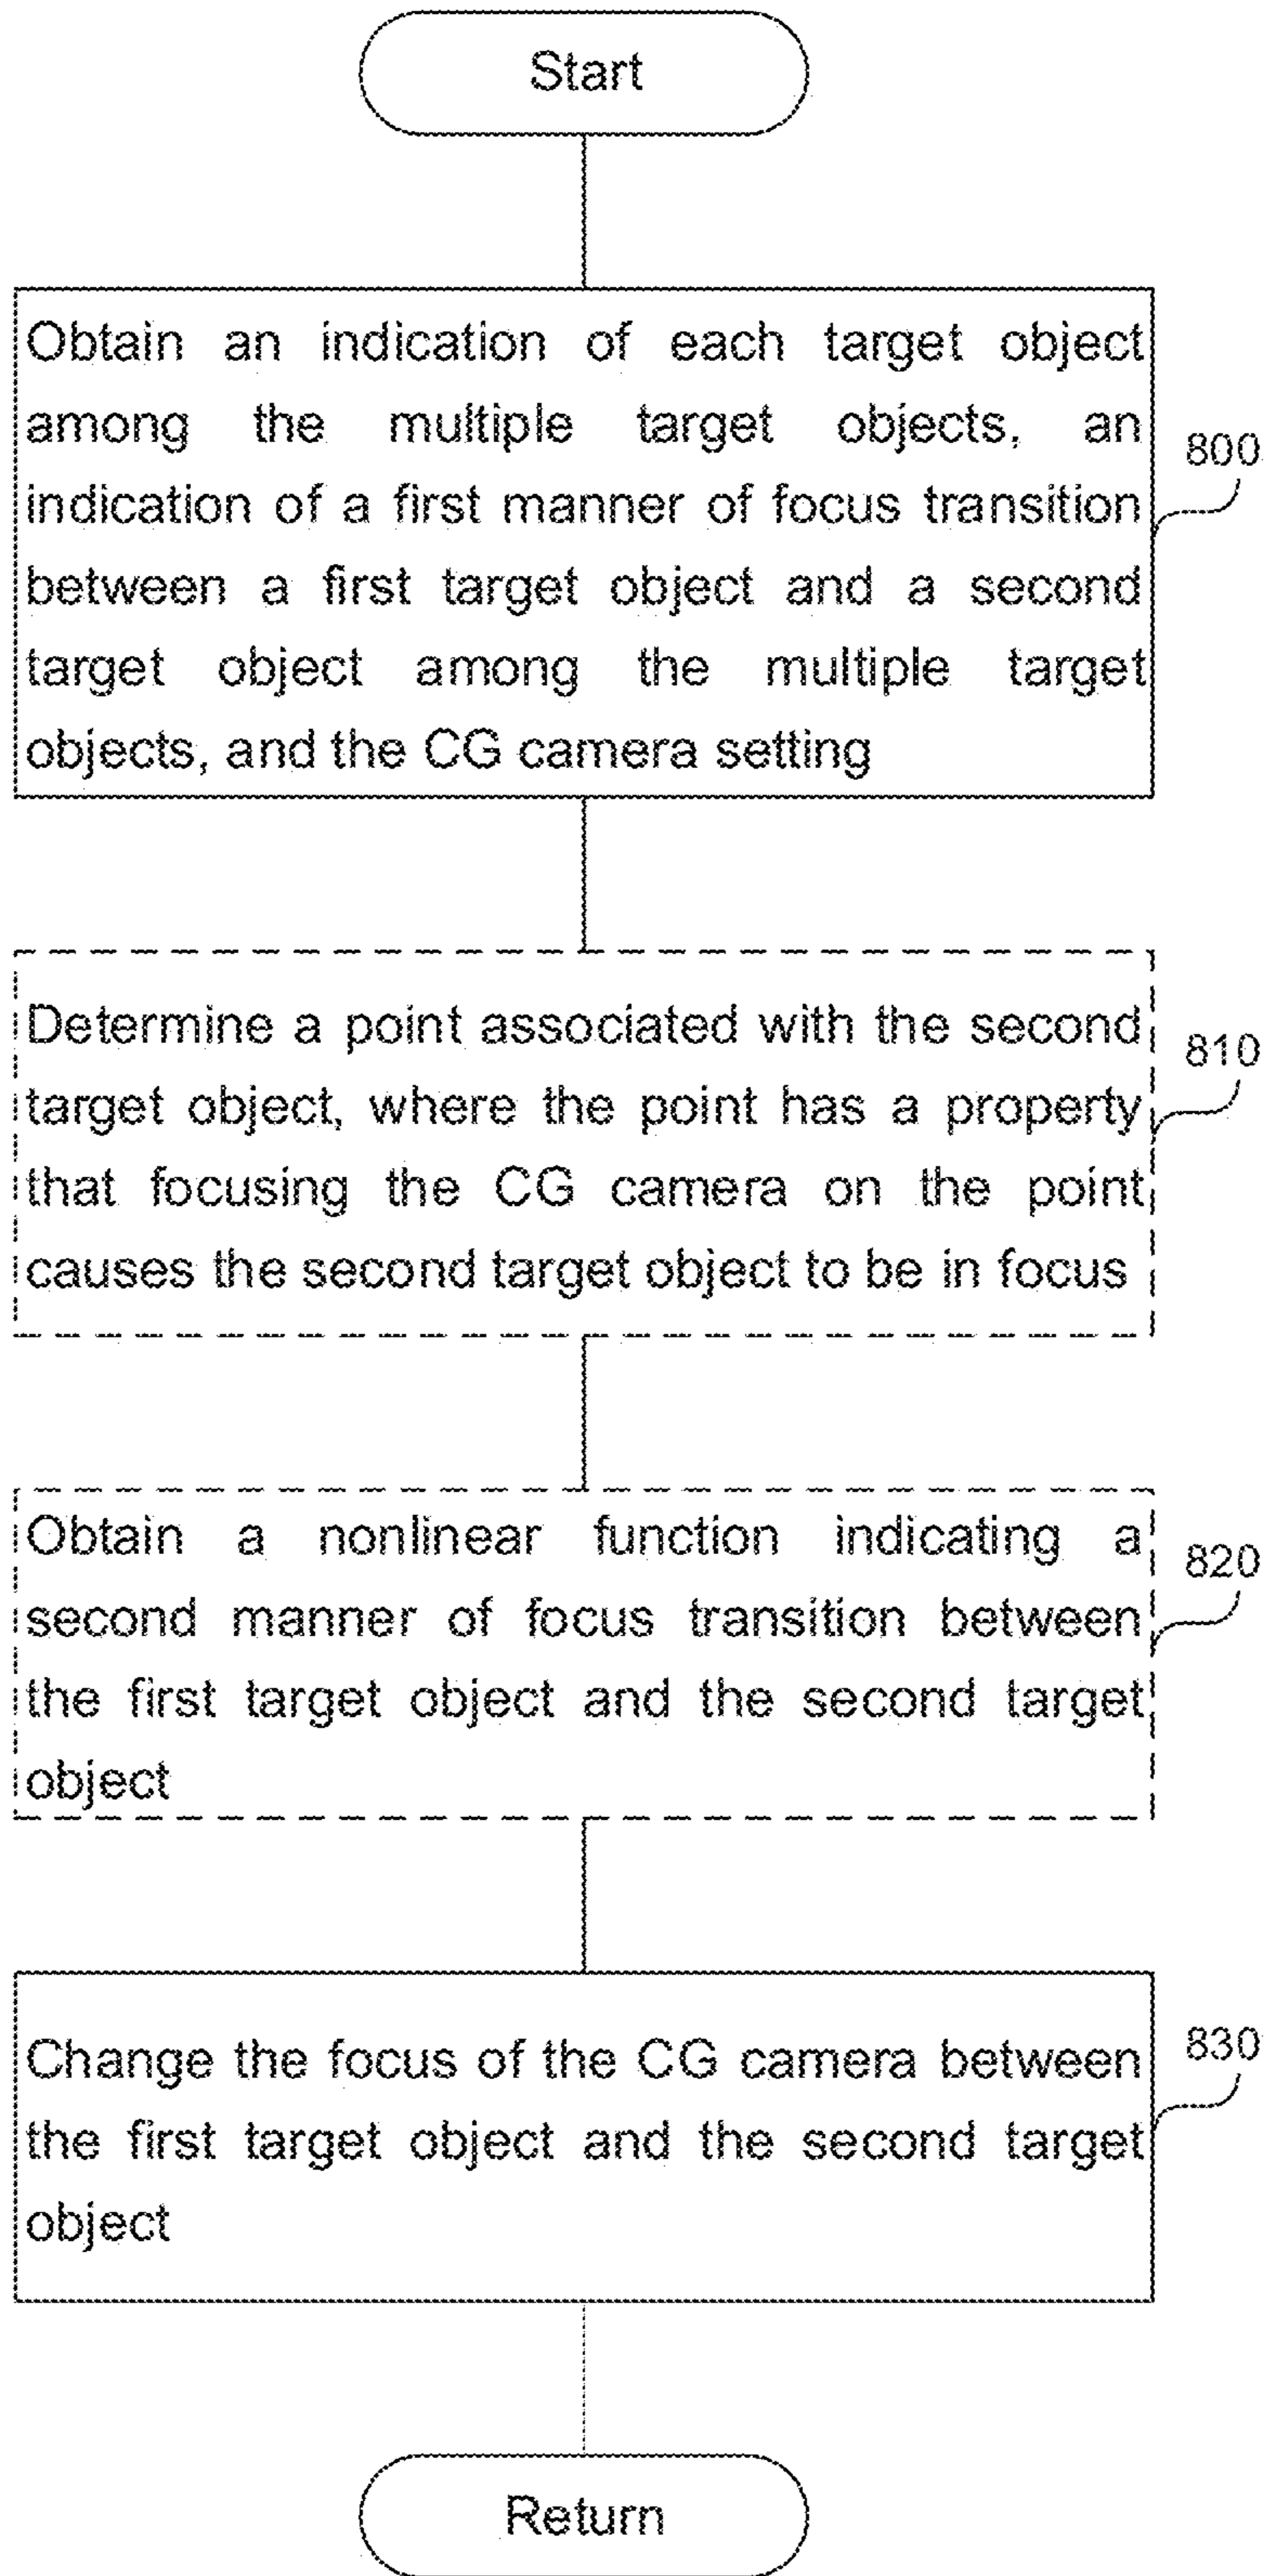 Start
Obtain an indication of each target object
among the multiple target objects, an
indication of a first manner of focus transition
between a first target object and a second
target object among the multiple target
objects, and the CG camera setting
800
Determine a point associated with the second
target object, where the point has a property
that focusing the CG camera on the point
causes the second target object to be in focus
810
Obtain a nonlinear function indicating a
second manner of focus transition between
the first target object and the second target
object
820
Change the focus of the CG camera between
the first target object and the second target
object
830
Return